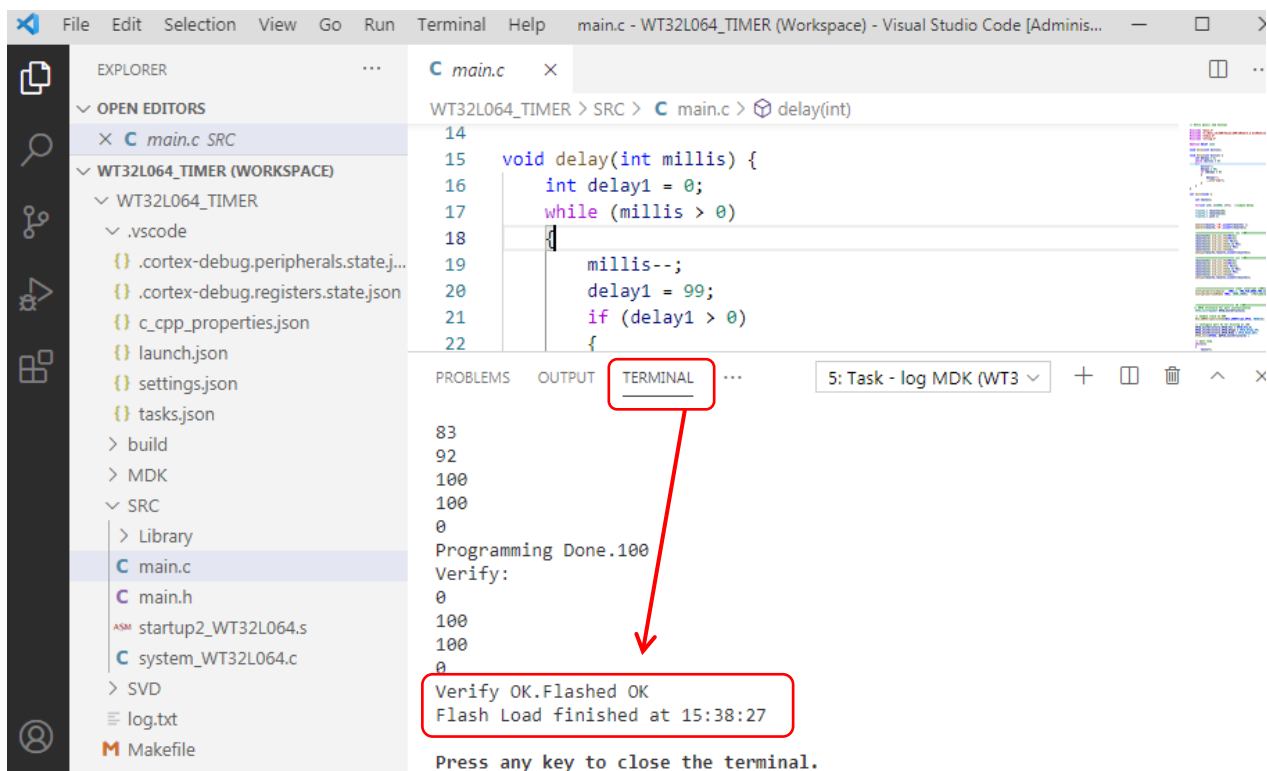 File Edit Selection View Go Run Terminal Help main.c - WT32L064_TIMER (Workspace) - Visual Studio Code [Adminis...
EXPLORER ...
OPEN EDITORS
C main.c SRC
WT32L064_TIMER (WORKSPACE)
WT32L064_TIMER
.vscode
{} .cortex-debug.peripherals.state.j...
{} .cortex-debug.registers.state.json
{} c_cpp_properties.json
{} launch.json
{} settings.json
{} tasks.json
build
MDK
SRC
Library
C main.c
C main.h
ASM startup2_WT32L064.s
C system_WT32L064.c
SVD
log.txt
M Makefile
C main.c
WT32L064_TIMER > SRC > C main.c > delay(int)
14
15 void delay(int millis) {
16 int delay1 = 0;
17 while (millis > 0)
18 {
19 millis--;
20 delay1 = 99;
21 if (delay1 > 0)
22 {
PROBLEMS OUTPUT TERMINAL ... 5: Task - log MDK (WT3
83
92
100
100
0
Programming Done.100
Verify:
0
100
100
0
Verify OK.Flashed OK
Flash Load finished at 15:38:27
Press any key to close the terminal.